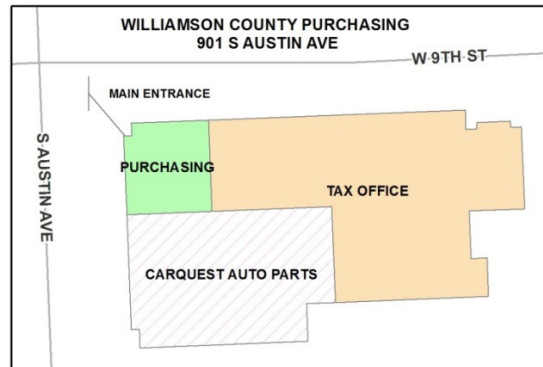 WILLIAMSON COUNTY PURCHASING
901 S AUSTIN AVE
W 9TH ST
MAIN ENTRANCE
S AUSTIN AVE
PURCHASING
TAX OFFICE
CARQUEST AUTO PARTS